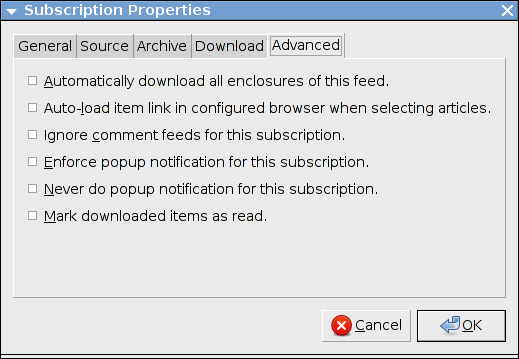 Subscription Properties
General Source Archive Download Advanced
Automatically download all enclosures of this feed.
Auto-load item link in configured browser when selecting articles.
Ignore comment feeds for this subscription.
Enforce popup notification for this subscription.
Never do popup notification for this subscription.
Mark downloaded items as read.
Cancel OK